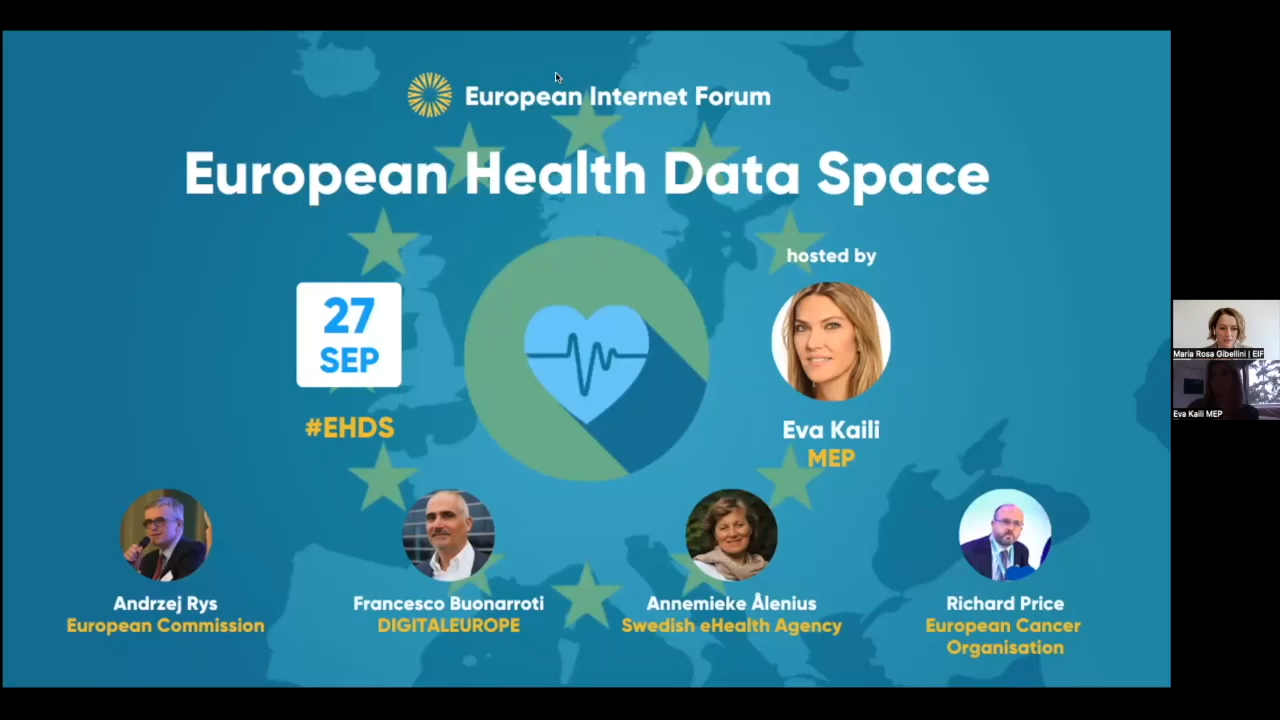 European Internet Forum
European Health Data Space
27
SEP
#EHDS
hosted by
Eva Kaili
MEP
Andrzej Rys
European Commission
Francesco Buonarroti
DIGITALEUROPE
Annemieke Ålenius
Swedish eHealth Agency
Richard Price
European Cancer
Organisation
Maria Rosa Gibellini | EIF
Eva Kaili MEP